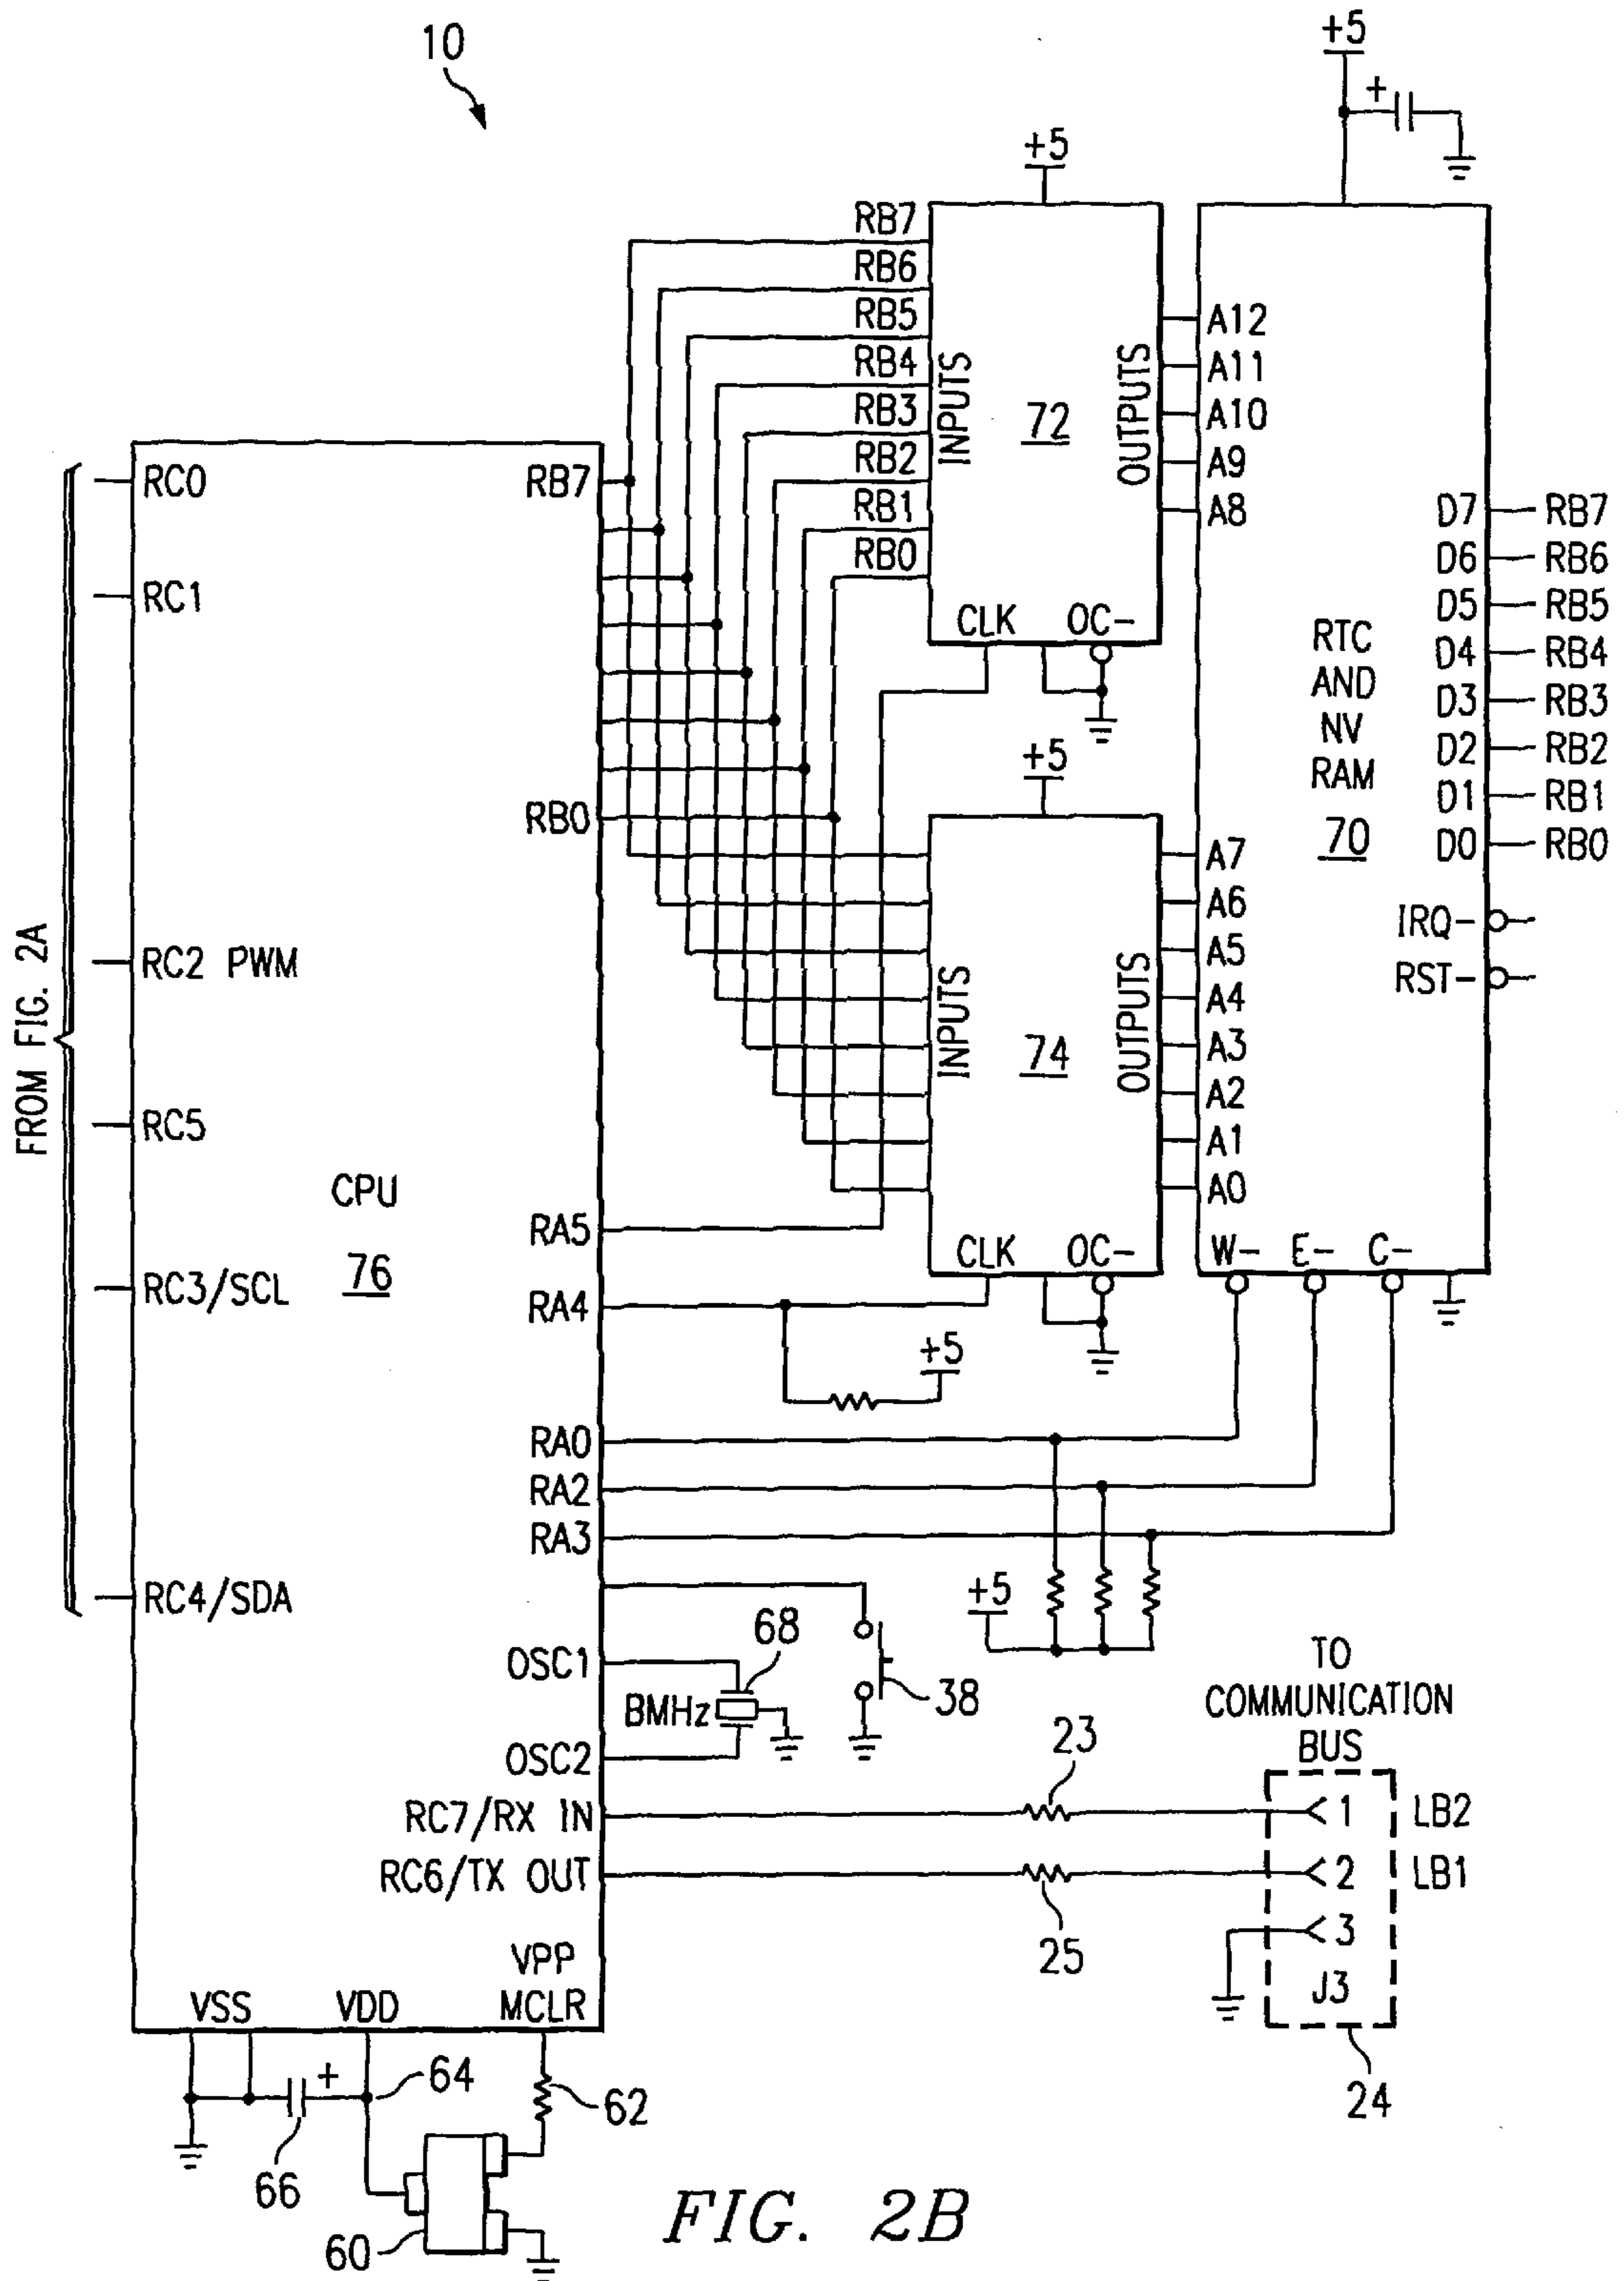 10
+5
+
+5
RB7
RB6
RB5
RB4
RB3
RB2
RB1
RB0
INPUTS
72
OUTPUTS
CLK
OC-
A12
A11
A10
A9
A8
D7
RB7
D6
RB6
D5
RB5
D4
RB4
D3
RB3
D2
RB2
D1
RB1
D0
RB0
RTC
AND
NV
RAM
70
IRQ-
RST-
FROM FIG. 2A
RC0
RC1
RC2 PWM
RC5
RC3/SCL
RC4/SDA
CPU
76
RB7
RB0
RA5
RA4
RA0
RA2
RA3
OSC1
OSC2
RC7/RX IN
RC6/TX OUT
VPP
MCLR
VSS
VDD
+5
INPUTS
74
OUTPUTS
CLK
OC-
A7
A6
A5
A4
A3
A2
A1
A0
W-
E-
C-
+5
+5
68
BMHz
38
TO
COMMUNICATION
BUS
23
1
LB2
2
LB1
25
3
J3
24
+
64
62
66
60
FIG. 2B